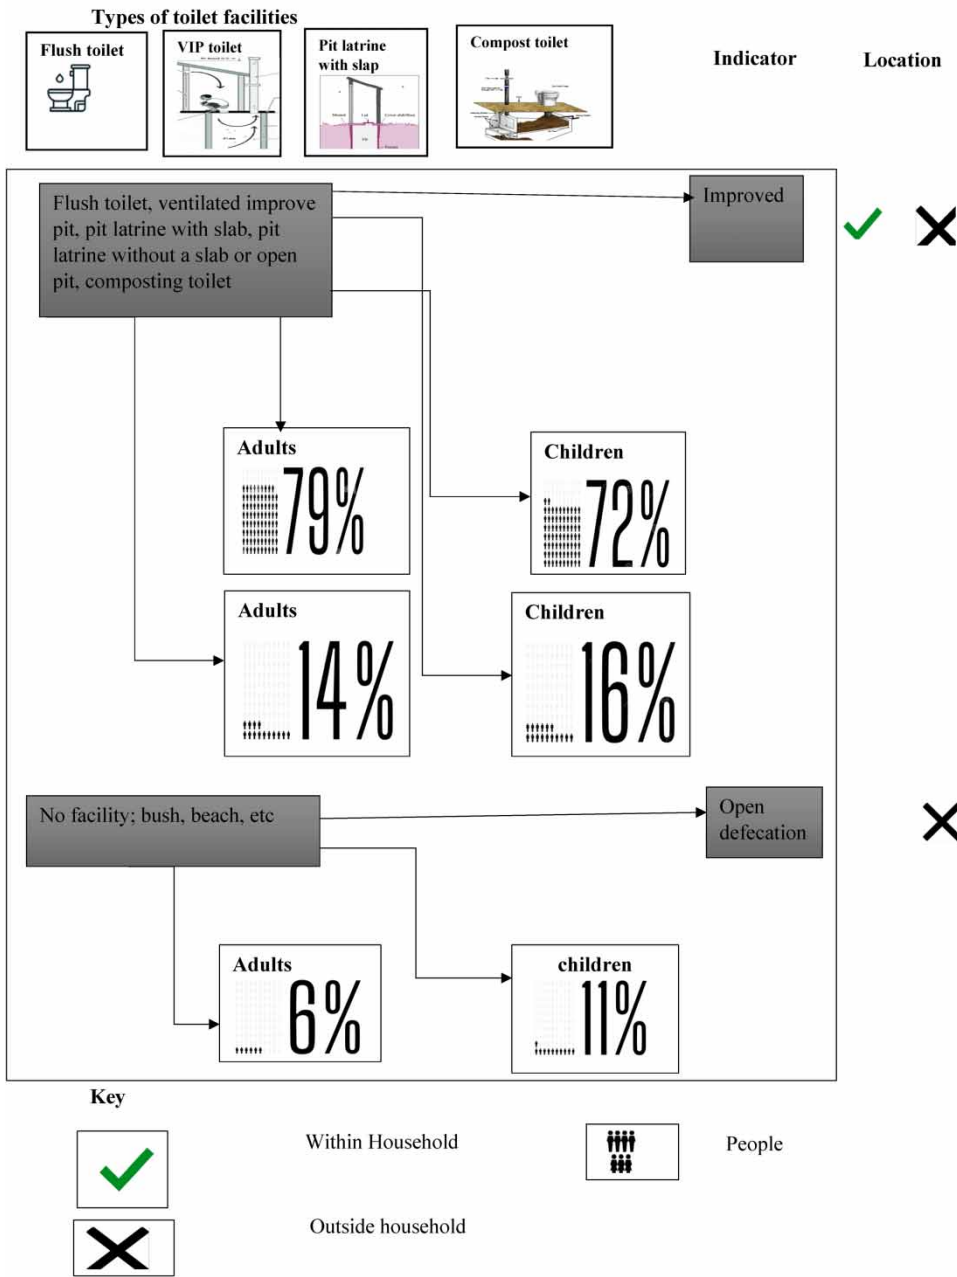 Types of toilet facilities
Flush toilet
VIP toilet
Pit latrine
with slap
Compost toilet
Indicator
Location
Flush toilet, ventilated improve
pit, pit latrine with slab, pit
latrine without a slab or open
pit, composting toilet
Improved
Adults
79%
Children
72%
Adults
14%
Children
16%
No facility; bush, beach, etc
Open
defecation
Adults
6%
children
11%
Key
Within Household
People
Outside household